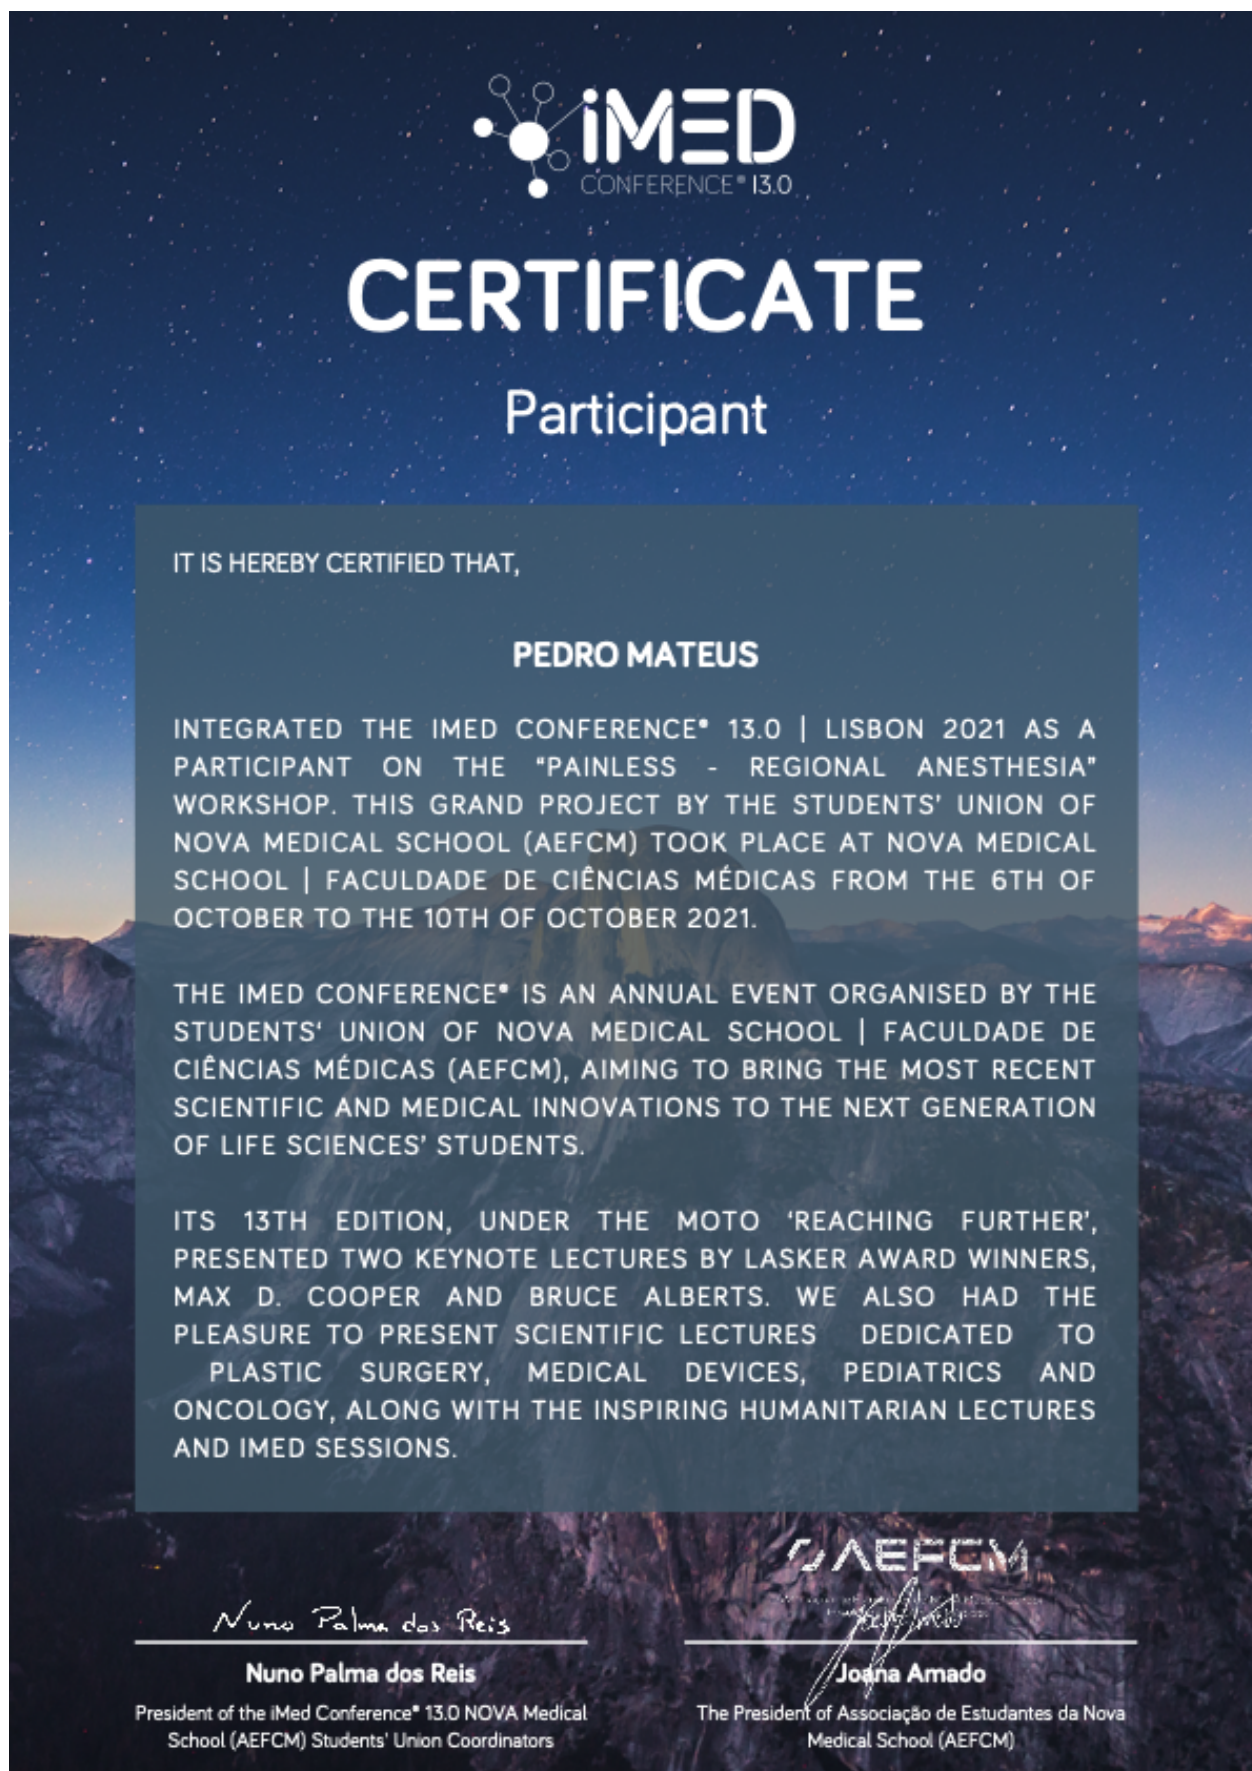 iMED
CONFERENCE® 13.0
CERTIFICATE
Participant
IT IS HEREBY CERTIFIED THAT,
PEDRO MATEUS
INTEGRATED THE IMED CONFERENCE® 13.0 | LISBON 2021 AS A
PARTICIPANT ON THE “PAINLESS - REGIONAL ANESTHESIA”
WORKSHOP. THIS GRAND PROJECT BY THE STUDENTS’ UNION OF
NOVA MEDICAL SCHOOL (AEFCM) TOOK PLACE AT NOVA MEDICAL
SCHOOL | FACULDADE DE CIÊNCIAS MÉDICAS FROM THE 6TH OF
OCTOBER TO THE 10TH OF OCTOBER 2021.
THE IMED CONFERENCE® IS AN ANNUAL EVENT ORGANISED BY THE
STUDENTS‘ UNION OF NOVA MEDICAL SCHOOL | FACULDADE DE
CIÊNCIAS MÉDICAS (AEFCM), AIMING TO BRING THE MOST RECENT
SCIENTIFIC AND MEDICAL INNOVATIONS TO THE NEXT GENERATION
OF LIFE SCIENCES’ STUDENTS.
ITS 13TH EDITION, UNDER THE MOTO ‘REACHING FURTHER’,
PRESENTED TWO KEYNOTE LECTURES BY LASKER AWARD WINNERS,
MAX D. COOPER AND BRUCE ALBERTS. WE ALSO HAD THE
PLEASURE TO PRESENT SCIENTIFIC LECTURES DEDICATED TO
PLASTIC SURGERY, MEDICAL DEVICES, PEDIATRICS AND
ONCOLOGY, ALONG WITH THE INSPIRING HUMANITARIAN LECTURES
AND IMED SESSIONS.
AEFCM
Nuno Palma dos Reis
Nuno Palma dos Reis
President of the iMed Conference® 13.0 NOVA Medical
School (AEFCM) Students’ Union Coordinators
Joana Amado
The President of Associação de Estudantes da Nova
Medical School (AEFCM)